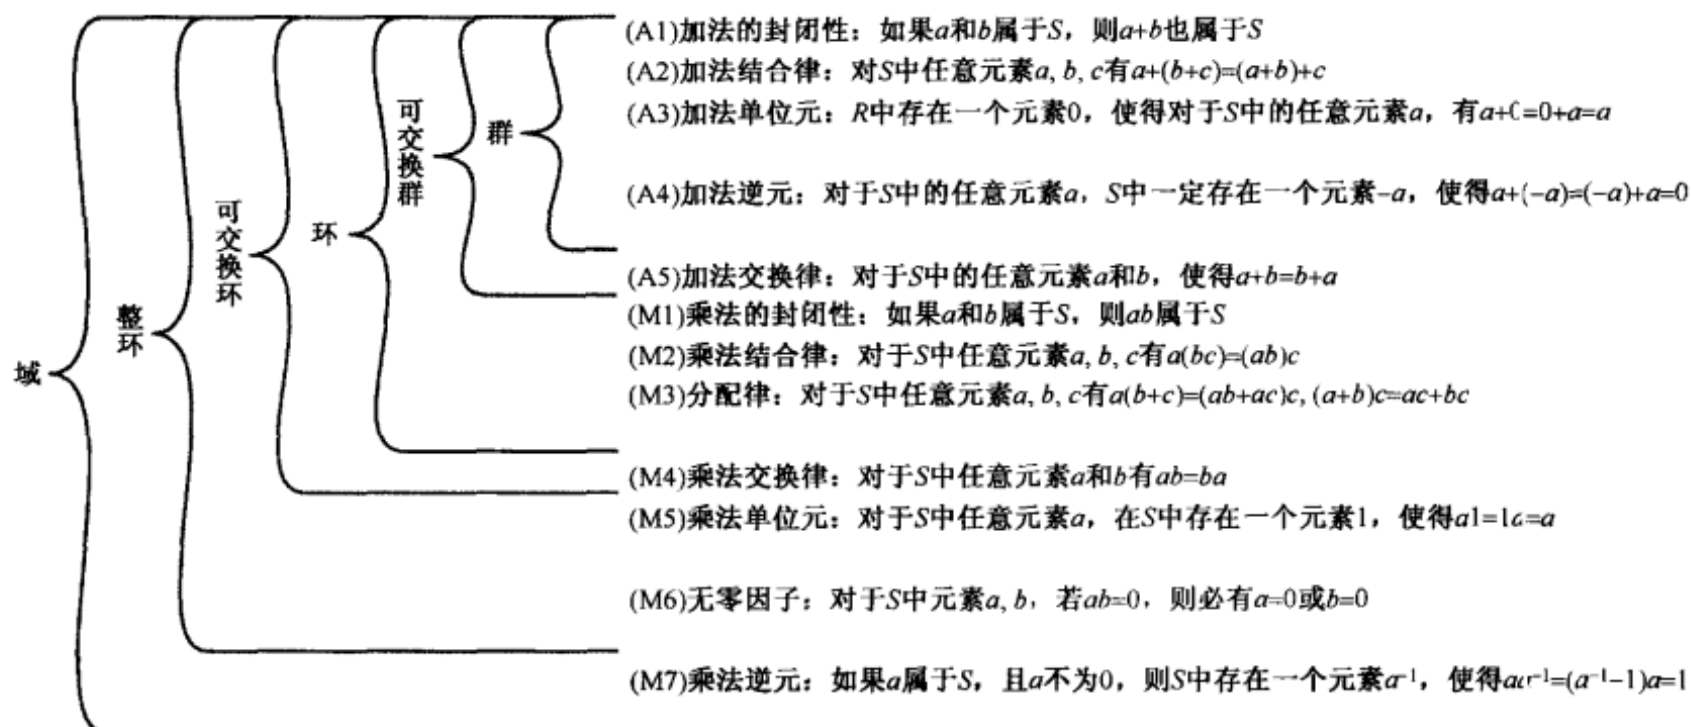 (A1)加法的封闭性：如果a和b属于S，则a+b也属于S
(A2)加法结合律：对S中任意元素a, b, c有a+(b+c)=(a+b)+c
(A3)加法单位元：R中存在一个元素0，使得对于S中的任意元素a，有a+0=0+a=a
(A4)加法逆元：对于S中的任意元素a，S中一定存在一个元素-a，使得a+(-a)=(-a)+a=0
(A5)加法交换律：对于S中的任意元素a和b，使得a+b=b+a
(M1)乘法的封闭性：如果a和b属于S，则ab属于S
(M2)乘法结合律：对于S中任意元素a, b, c有a(bc)=(ab)c
(M3)分配律：对于S中任意元素a, b, c有a(b+c)=(ab+ac)c, (a+b)c=ac+bc
(M4)乘法交换律：对于S中任意元素a和b有ab=ba
(M5)乘法单位元：对于S中任意元素a，在S中存在一个元素1，使得a1=1a=a
(M6)无零因子：对于S中元素a, b，若ab=0，则必有a=0或b=0
(M7)乘法逆元：如果a属于S，且a不为0，则S中存在一个元素a⁻¹，使得aa⁻¹=(a⁻¹-1)a=1
域
整环
可交换环
环
可交换群
群